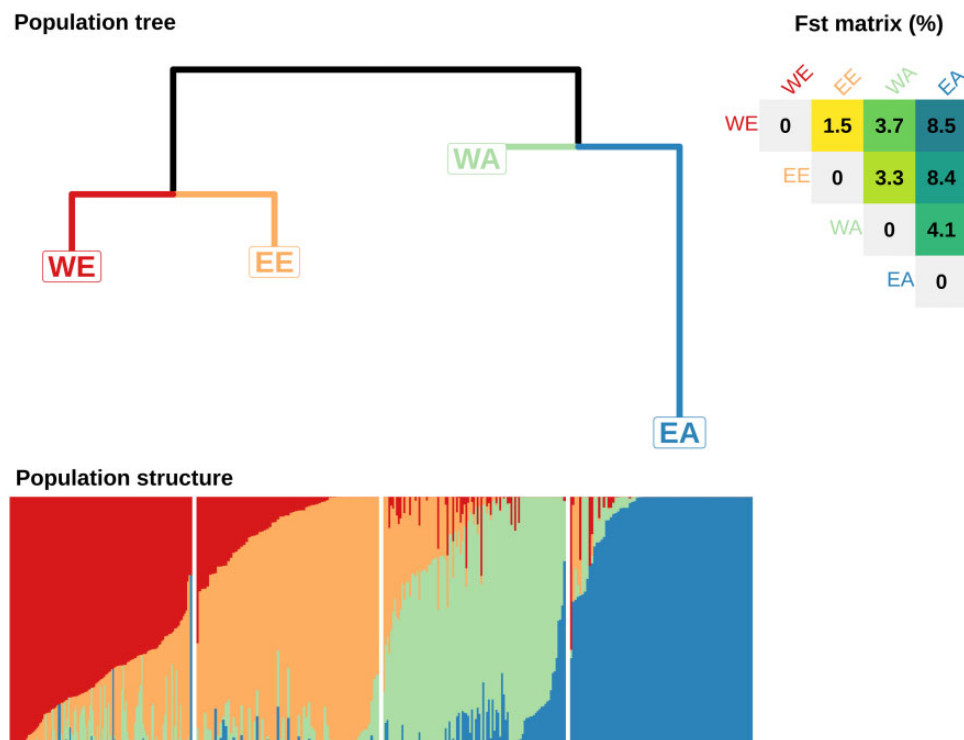 Population tree
Fst matrix (%)
WE EE WA EA
WE 0 1.5 3.7 8.5
EE 0 3.3 8.4
WA 0 4.1
EA 0
WA
WE EE
EA
Population structure